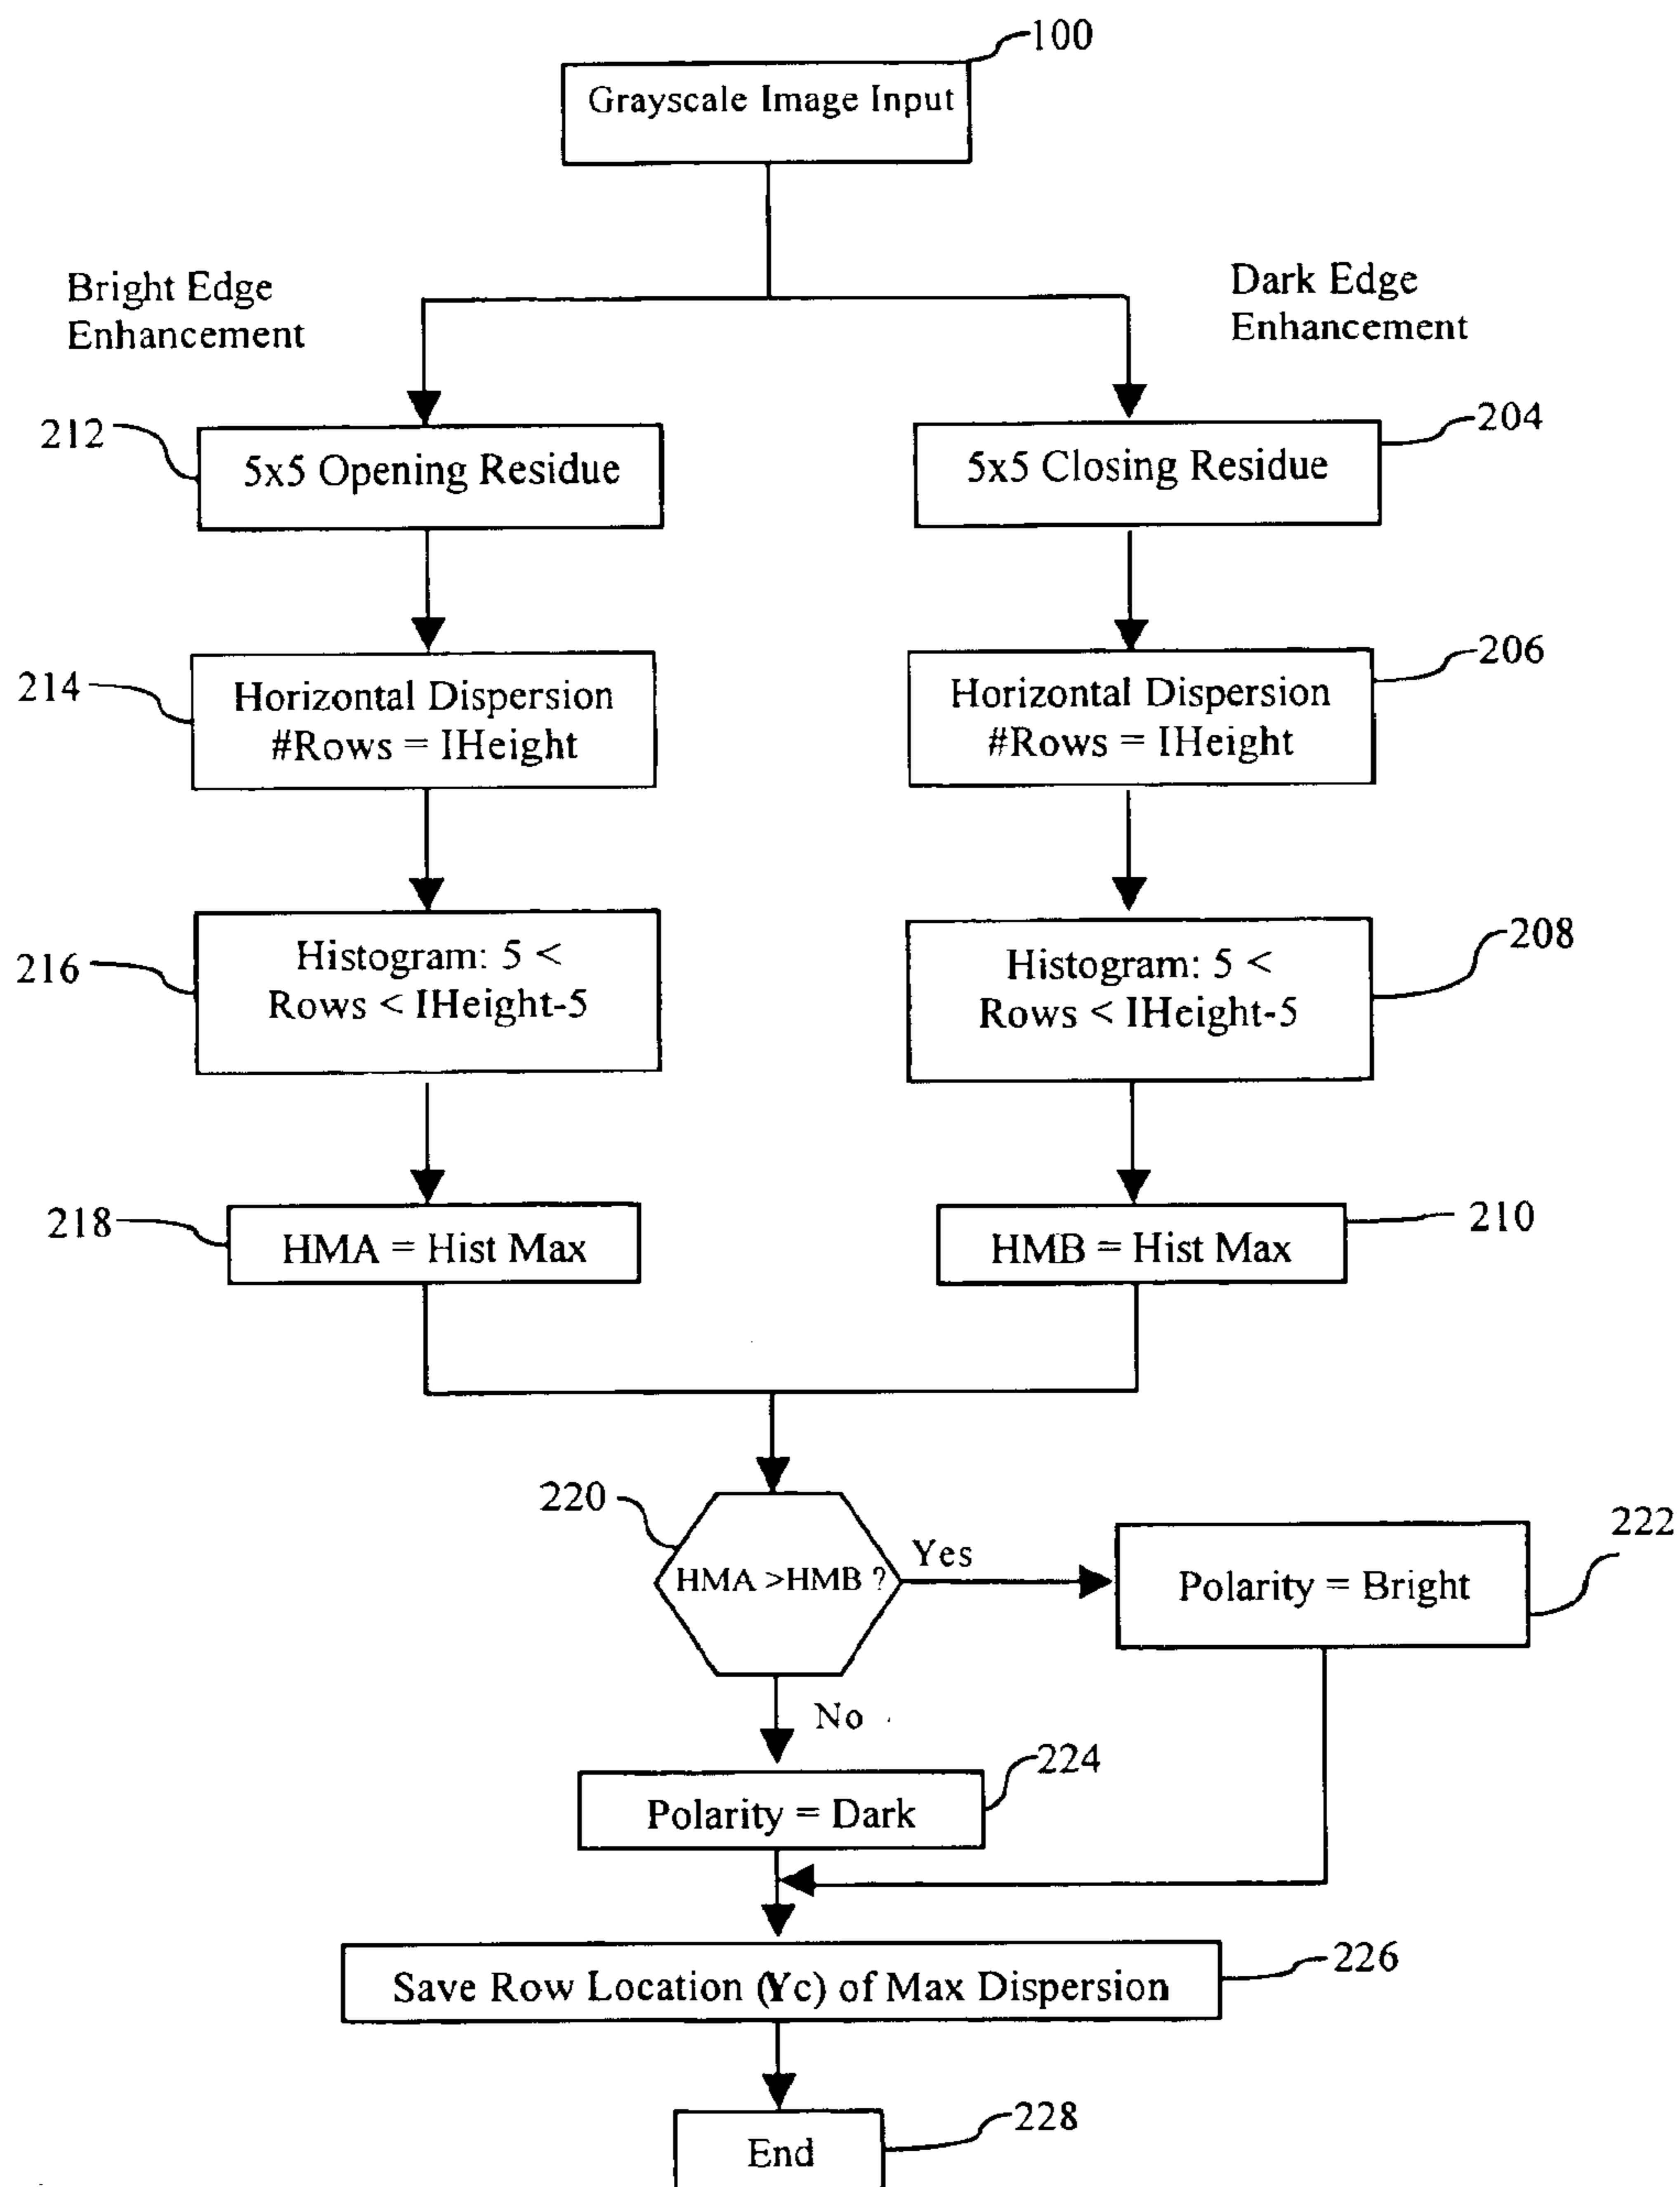 100
Grayscale Image Input
Bright Edge
Enhancement
Dark Edge
Enhancement
212
5x5 Opening Residue
5x5 Closing Residue
204
214
Horizontal Dispersion
#Rows = IHeight
Horizontal Dispersion
#Rows = IHeight
206
216
Histogram: 5 <
Rows < IHeight-5
Histogram: 5 <
Rows < IHeight-5
208
218
HMA = Hist Max
HMB = Hist Max
210
220
HMA >HMB ?
Yes
Polarity = Bright
222
No
224
Polarity = Dark
Save Row Location (Yc) of Max Dispersion
226
End
228